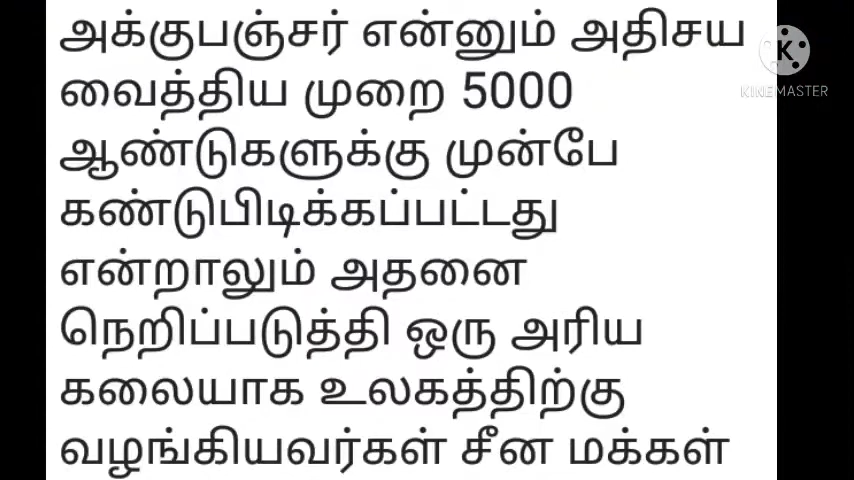 அக்குபஞ்சர் என்னும் அதிசய
வைத்திய முறை 5000
ஆண்டுகளுக்கு முன்பே
கண்டுபிடிக்கப்பட்டது
என்றாலும் அதனை
நெறிப்படுத்தி ஒரு அரிய
கலையாக உலகத்திற்கு
வழங்கியவர்கள் சீன மக்கள்
K
KINEMASTER